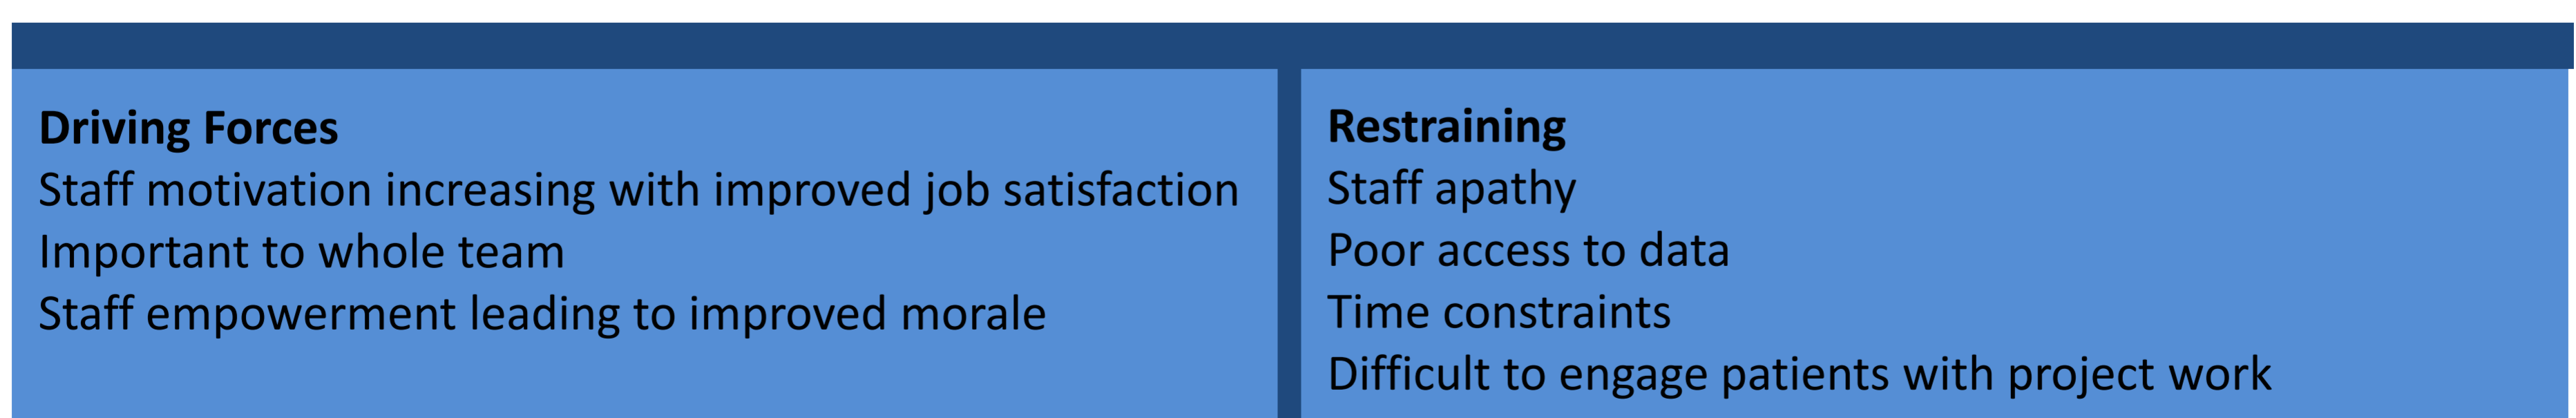 Driving Forces
Staff motivation increasing with improved job satisfaction
Important to whole team
Staff empowerment leading to improved morale
Restraining
Staff apathy
Poor access to data
Time constraints
Difficult to engage patients with project work